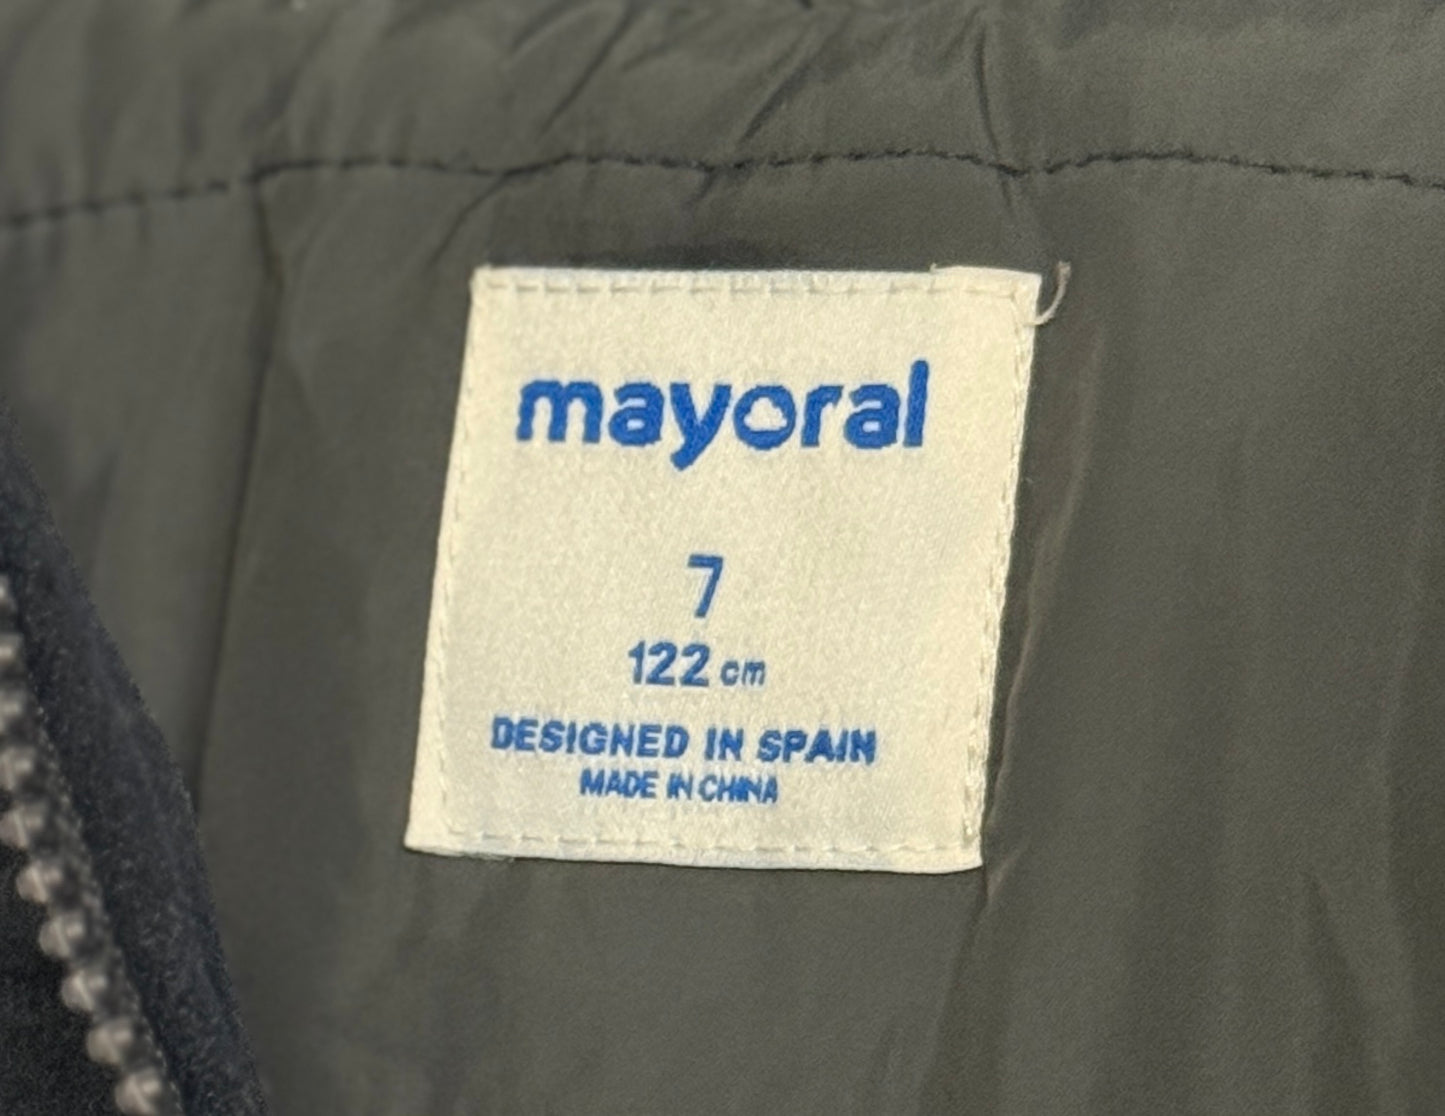 mayoral
7
122 cm
DESIGNED IN SPAIN
MADE IN CHINA